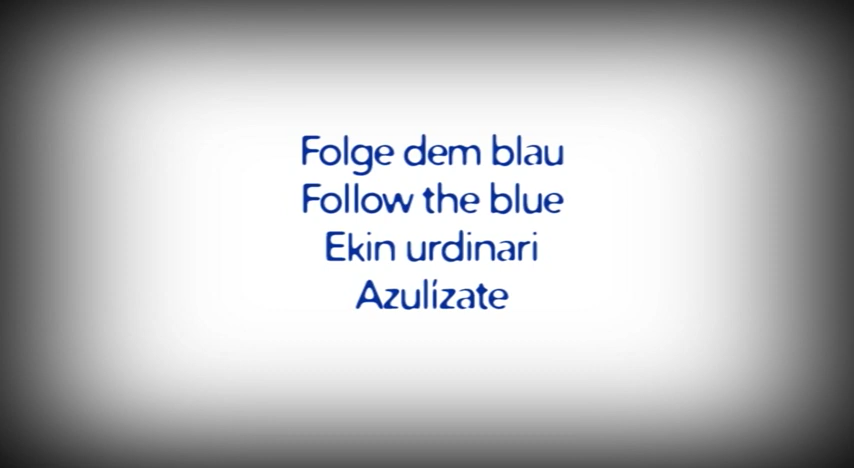 Folge dem blau
Follow the blue
Ekin urdinari
Azulízate